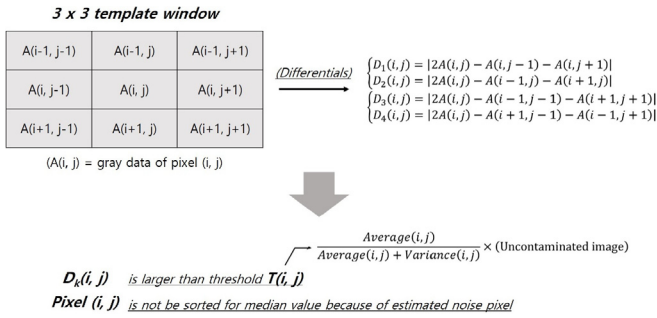 3 x 3 template window
A(i-1, j-1) A(i-1, j) A(i-1, j+1)
A(i, j-1) A(i, j) A(i, j+1)
A(i+1, j-1) A(i+1, j) A(i+1, j+1)
(A(i, j) = gray data of pixel (i, j)
(Differentials)
{D₁(i, j) = |2A(i, j) − A(i, j − 1) − A(i, j + 1)|
{D₂(i, j) = |2A(i, j) − A(i − 1, j) − A(i + 1, j)|
{D₃(i, j) = |2A(i, j) − A(i − 1, j − 1) − A(i + 1, j + 1)|
{D₄(i, j) = |2A(i, j) − A(i + 1, j − 1) − A(i − 1, j + 1)|
Average(i, j)
Average(i, j) + Variance(i, j) × (Uncontaminated image)
Dₖ(i, j) is larger than threshold T(i, j)
Pixel (i, j) is not be sorted for median value because of estimated noise pixel